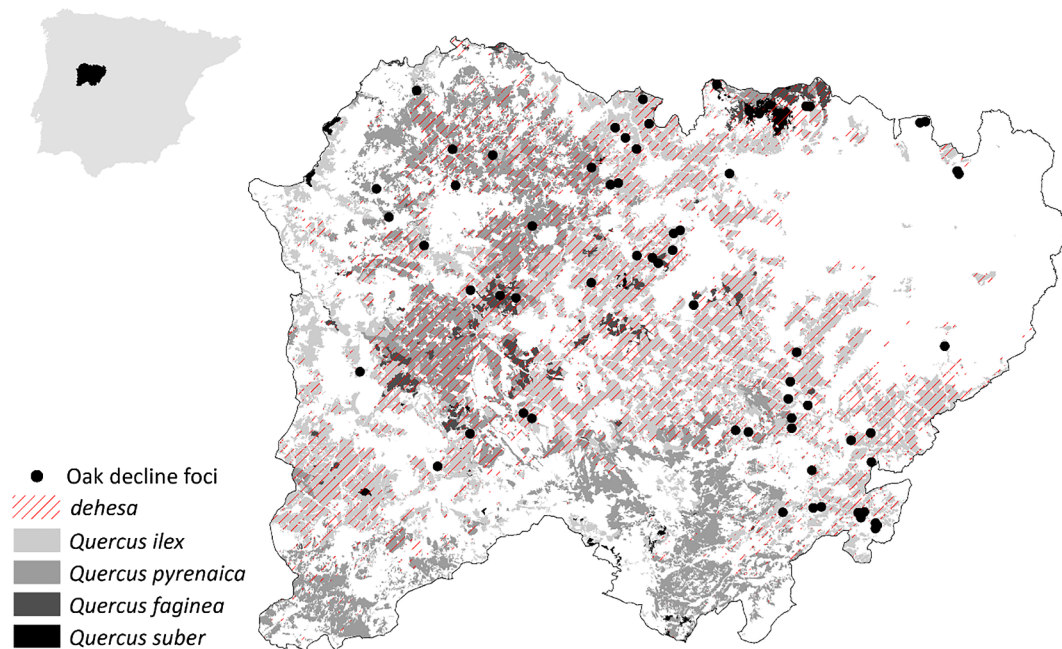 Oak decline foci
dehesa
Quercus ilex
Quercus pyrenaica
Quercus faginea
Quercus suber